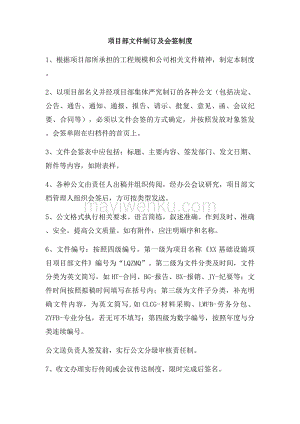 项目部文件制订及会签制度
1、根据项目部所承担的工程规模和公司相关文件精神，制定本制度
。
2、以项目部名义并经项目部集体严究制订的各种公文（包括决定、
公告、通告、通知、通报、报告、请示、批复、意见、函、会议纪
要、合同等），必须以文件会签的方式确定，并按照发放对象签发
，会签单附在归档件的首页上。
3、文件会签表中应包括：标题、主要内容、签发部门、发文日期、
附件等内容，如附表样。
4、各种公文由责任人出稿并组织传阅，经办公会议研究，项目部文
档管理人组织文件会签后，方可按签发放。
5、公文格式执行相关要求。语言简练，叙述准确。作到及时、准确
、安全，提高公文质量。如有附件，应注明顺序和名称。
6、文件编号：按照四级编号。第一级为项目名称《XX基础设施项
目项目部文件》编号为“LQZMQ”。第二级为文件分类及时间，文件
分类为英文简写，如HT-合同、BG-报告、BX-报销、JY-纪要等；时
间按照拟稿时间填写在括号内；第三级为文件子分类，补充明
细文件内容，为英文简写，如CLCG-材料采购、LWFB-劳务分包、
ZYFB-专业分包，若无可不填写；第四级为数字编号，按照年度与分
类连续编号。
公文送负责人签发前，实行公文分级审核责任制。
7、收文办理实行传阅或会议传达制度，限时完成后签名。
mayiwenku.com